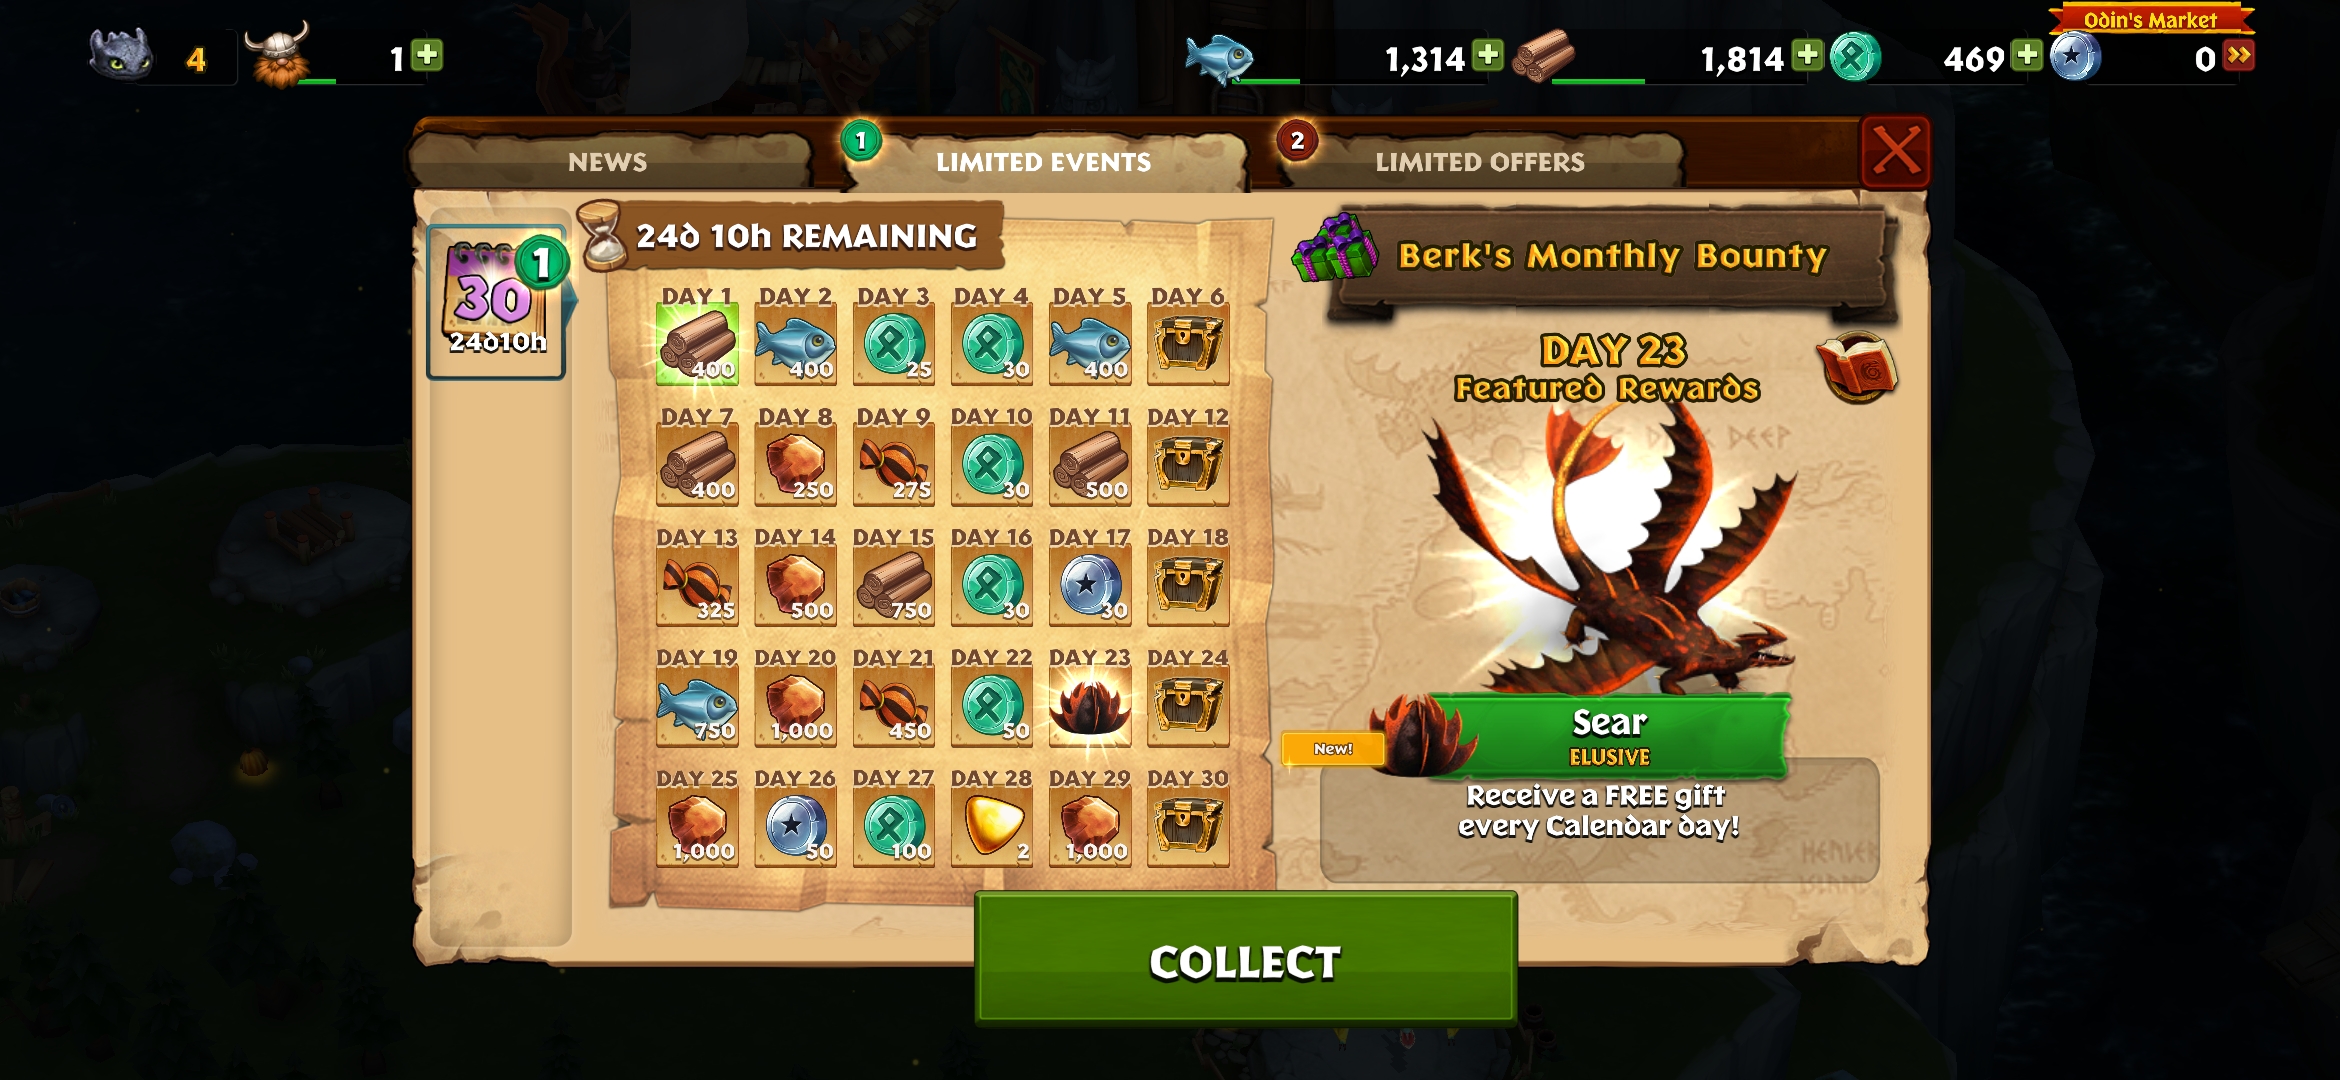 Odin's Market
4
1
1,314
1,814
469
0
NEWS
1
LIMITED EVENTS
2
LIMITED OFFERS
30
1
24d10h
24d 10h REMAINING
DAY 1 DAY 2 DAY 3 DAY 4 DAY 5 DAY 6
400 400 25 30 400
DAY 7 DAY 8 DAY 9 DAY 10 DAY 11 DAY 12
400 250 275 30 500
DAY 13 DAY 14 DAY 15 DAY 16 DAY 17 DAY 18
325 500 750 30 30
DAY 19 DAY 20 DAY 21 DAY 22 DAY 23 DAY 24
750 1,000 450 50
DAY 25 DAY 26 DAY 27 DAY 28 DAY 29 DAY 30
1,000 50 100 2 1,000
Berk's Monthly Bounty
DAY 23
Featured Rewards
DEEP
Sear
New!
ELUSIVE
Receive a FREE gift
every Calendar day!
COLLECT